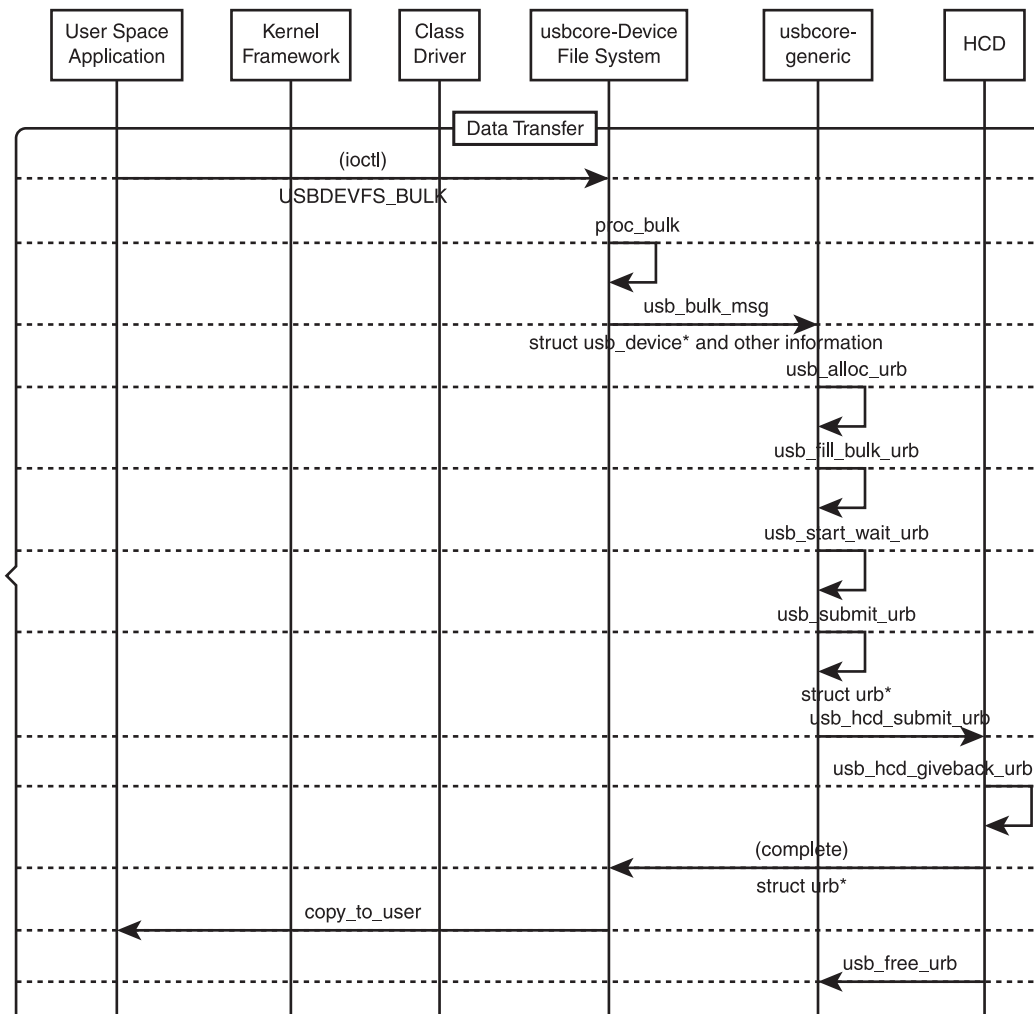 User Space
Application
Kernel
Framework
Class
Driver
usbcore-Device
File System
usbcore-
generic
HCD
Data Transfer
(ioctl)
USBDEVFS_BULK
proc_bulk
usb_bulk_msg
struct usb_device* and other information
usb_alloc_urb
usb_fill_bulk_urb
usb_start_wait_urb
usb_submit_urb
struct urb*
usb_hcd_submit_urb
usb_hcd_giveback_urb
(complete)
struct urb*
copy_to_user
usb_free_urb